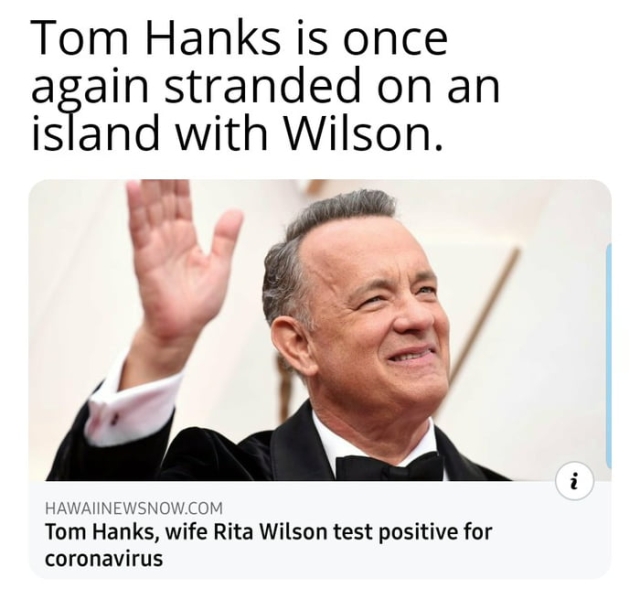 Tom Hanks is once
again stranded on an
island with Wilson.
i
HAWAIINEWSNOW.COM
Tom Hanks, wife Rita Wilson test positive for
coronavirus